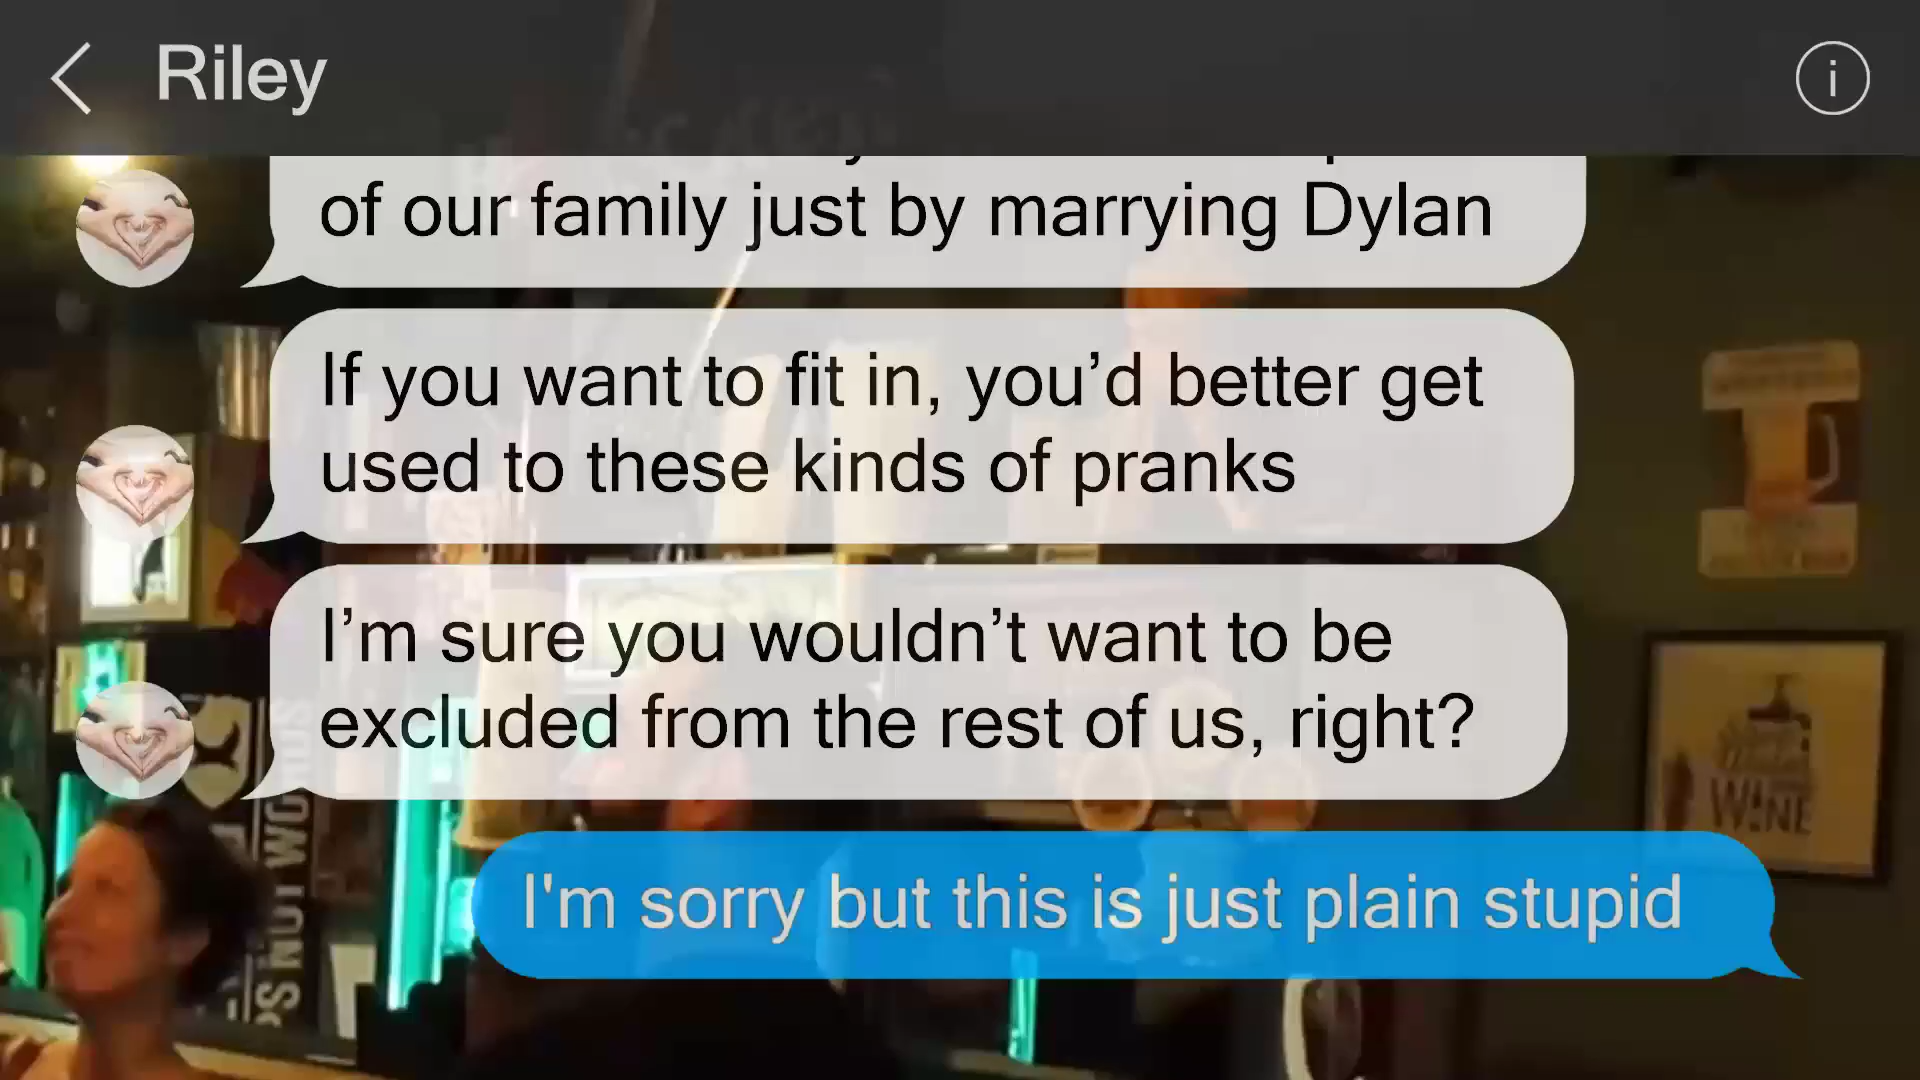 Riley
i
of our family just by marrying Dylan
If you want to fit in, you’d better get
used to these kinds of pranks
I’m sure you wouldn’t want to be
excluded from the rest of us, right?
I'm sorry but this is just plain stupid
WINE
NOT